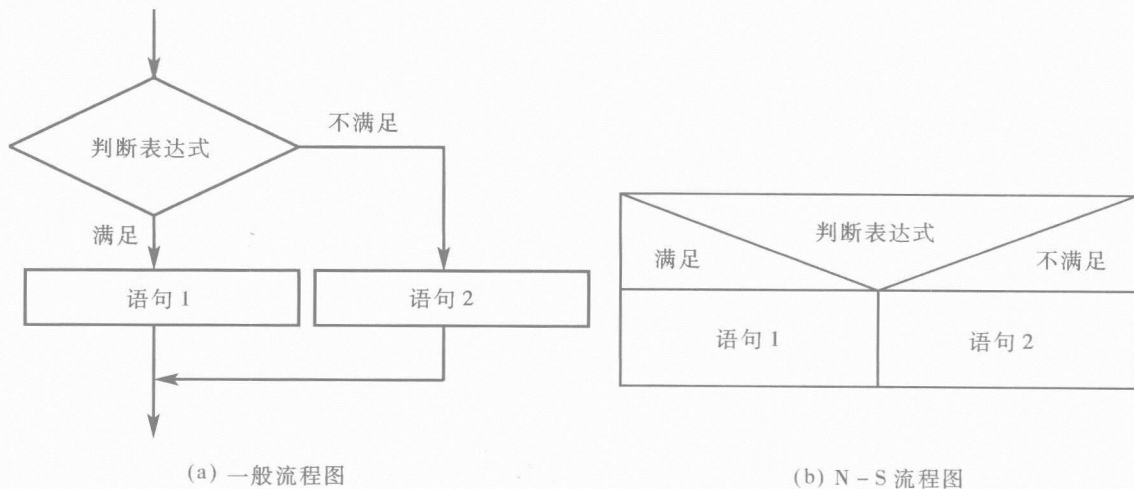 不满足
判断表达式
满足
语句 1
语句 2
(a) 一般流程图
判断表达式
满足
不满足
语句 1
语句 2
(b) N - S 流程图